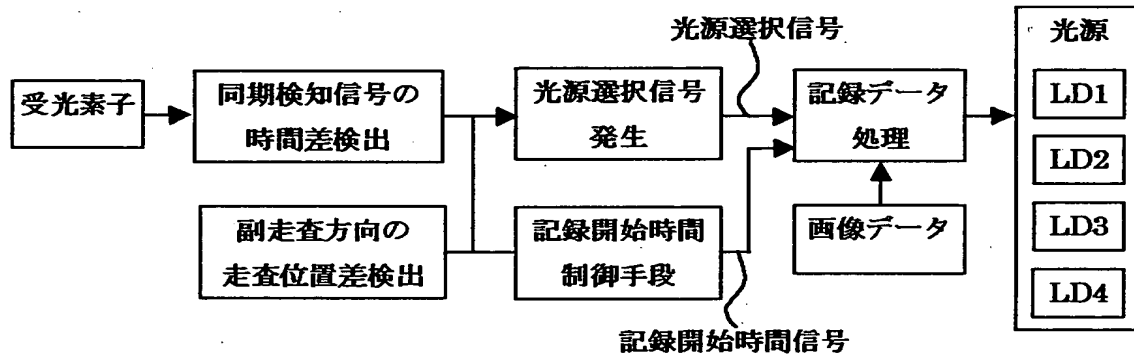 光源選択信号
光源
受光素子
同期検知信号の
時間差検出
光源選択信号
発生
記録データ
処理
LD1
LD2
副走査方向の
走査位置差検出
記録開始時間
制御手段
画像データ
LD3
LD4
記録開始時間信号